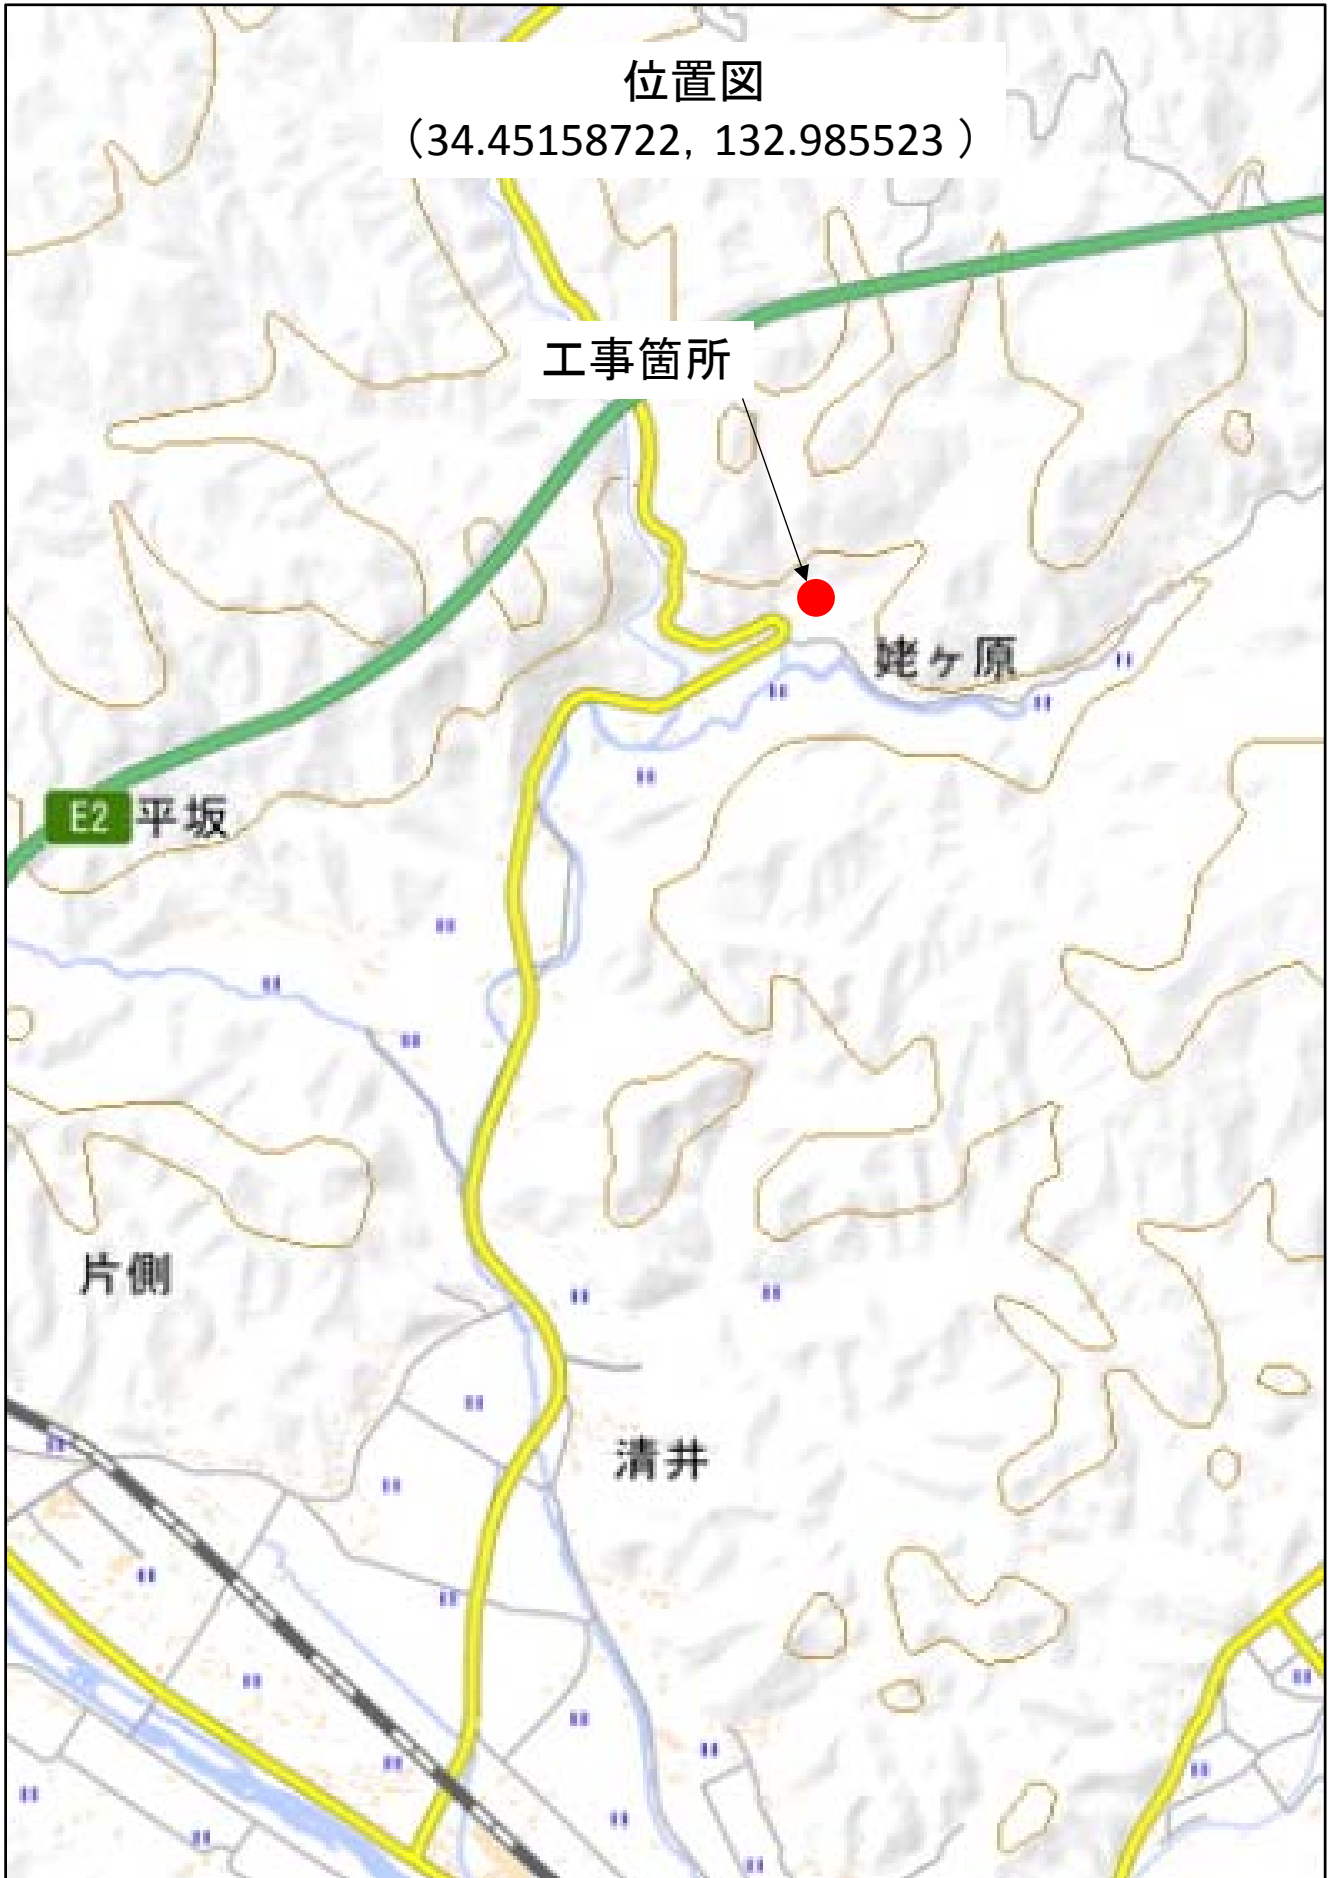 位置図
（34.45158722, 132.985523 ）
工事箇所
姥ヶ原
E2 平坂
片側
清井